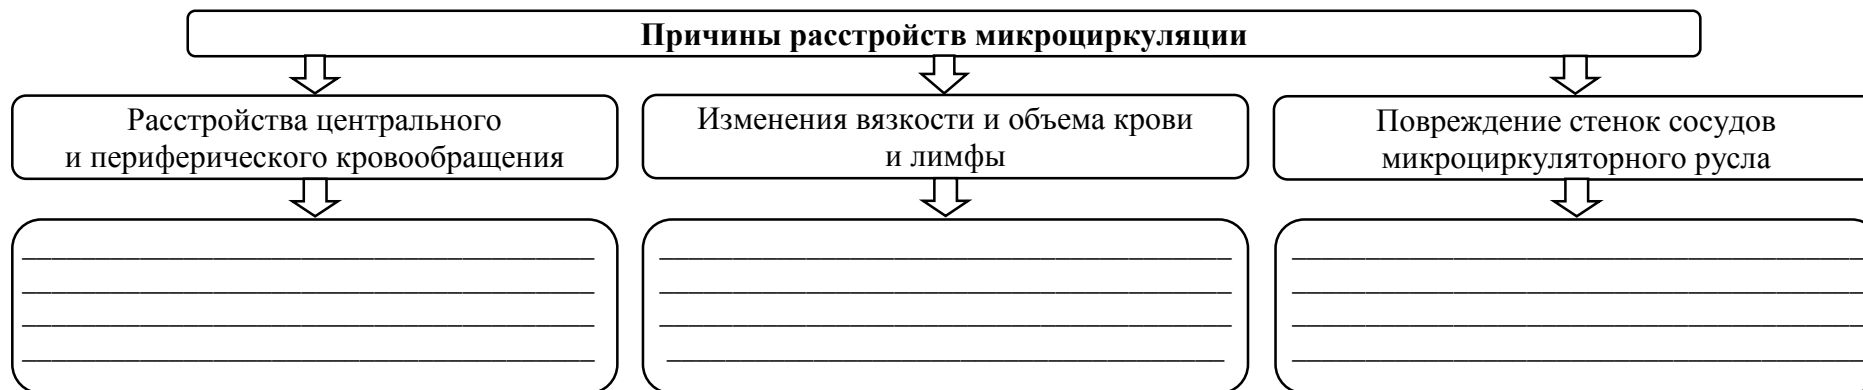 Причины расстройств микроциркуляции
Расстройства центрального
и периферического кровообращения
Изменения вязкости и объема крови
и лимфы
Повреждение стенок сосудов
микроциркуляторного русла